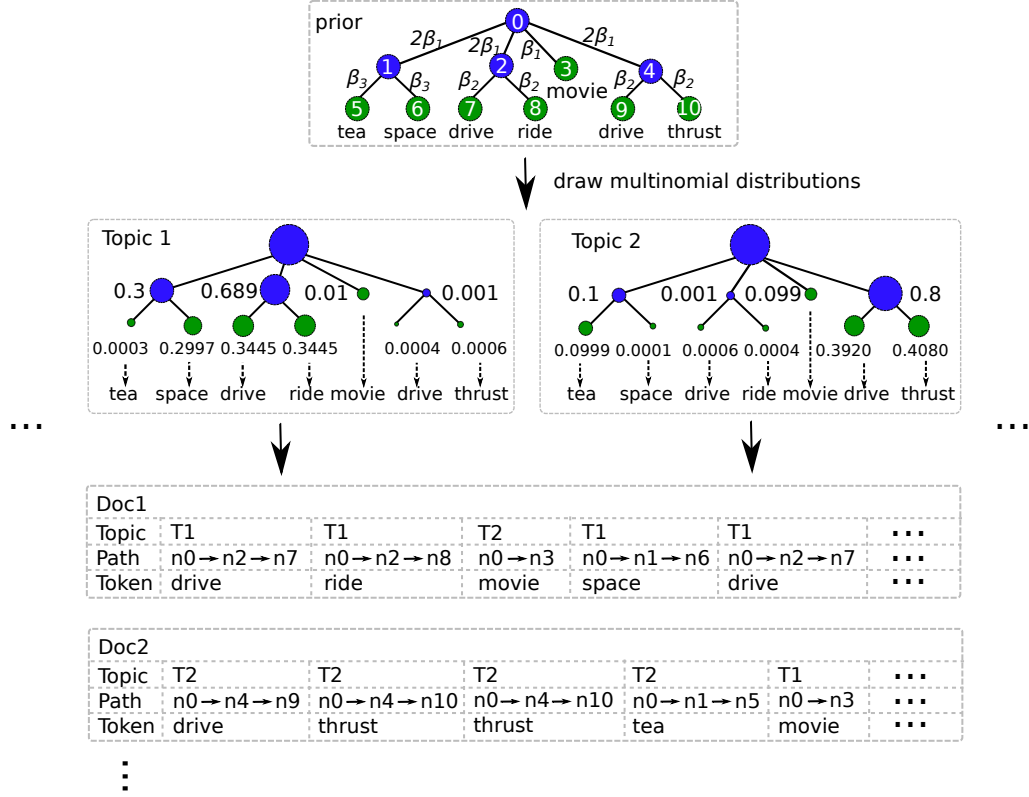 prior
0
2β1 2β1 β1 2β1
1 2 3 4
movie
β3 β3 β2 β2 β2 β2
5 6 7 8 9 10
tea space drive ride drive thrust
draw multinomial distributions
Topic 1
0.3 0.689 0.01 0.001
0.0003 0.2997 0.3445 0.3445 0.0004 0.0006
tea space drive ride movie drive thrust
Topic 2
0.1 0.001 0.099 0.8
0.0999 0.0001 0.0006 0.0004 0.3920 0.4080
tea space drive ride movie drive thrust
... ...
Doc1
Topic T1 T1 T2 T1 T1 ...
Path n0→n2→n7 n0→n2→n8 n0→n3 n0→n1→n6 n0→n2→n7 ...
Token drive ride movie space drive ...
Doc2
Topic T2 T2 T2 T2 T1 ...
Path n0→n4→n9 n0→n4→n10 n0→n4→n10 n0→n1→n5 n0→n3 ...
Token drive thrust thrust tea movie ...
⋮